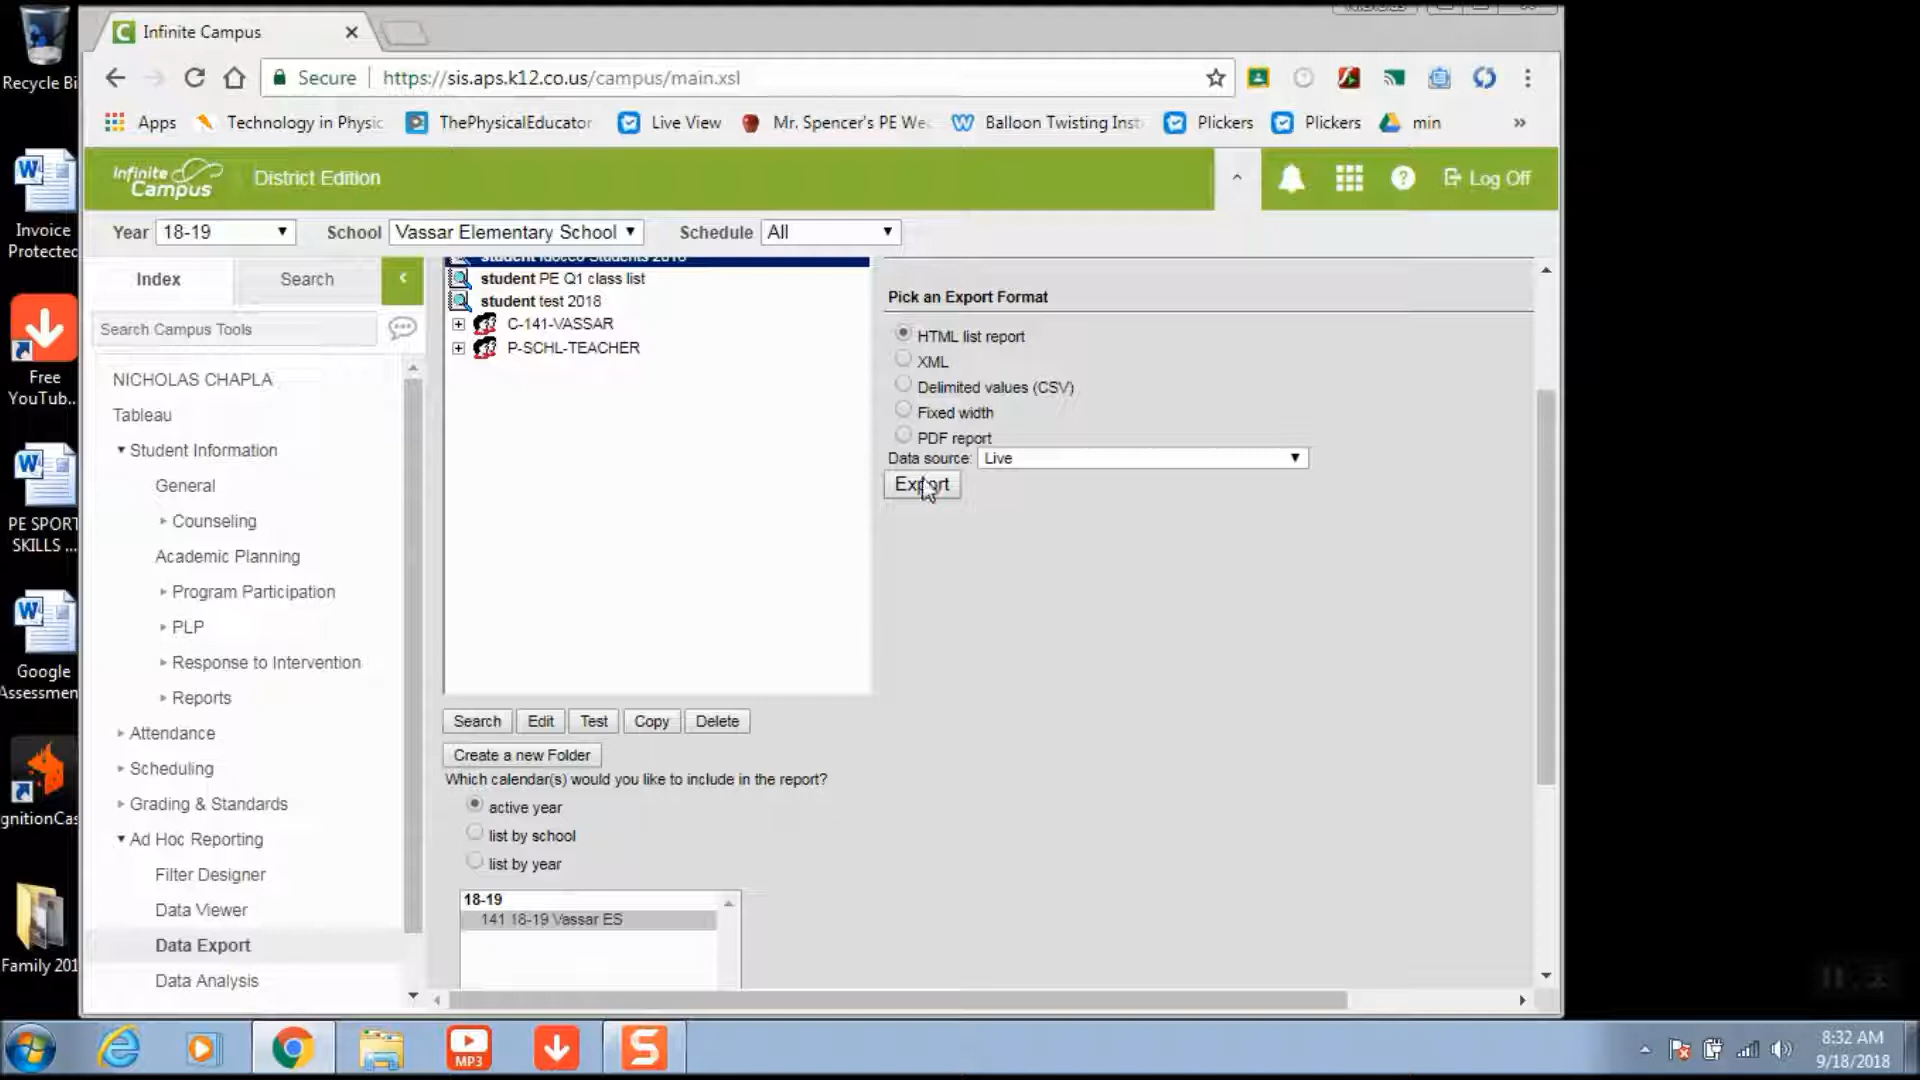 Recycle Bi
Invoice
Protected
Free
YouTub...
PE SPORT
SKILLS ...
Google
Assessmen
gnitionCas
Family 201
Infinite Campus
Secure
https://sis.aps.k12.co.us/campus/main.xsl
Apps
Technology in Physic
ThePhysicalEducator
Live View
Mr. Spencer's PE We
Balloon Twisting Inst
Plickers
Plickers
min
»
Infinite
Campus
District Edition
Log Off
Year 18-19
School Vassar Elementary School
Schedule All
Index
Search
Search Campus Tools
NICHOLAS CHAPLA
Tableau
Student Information
General
Counseling
Academic Planning
Program Participation
PLP
Response to Intervention
Reports
Attendance
Scheduling
Grading & Standards
Ad Hoc Reporting
Filter Designer
Data Viewer
Data Export
Data Analysis
student Students 2018
student PE Q1 class list
student test 2018
C-141-VASSAR
P-SCHL-TEACHER
Search Edit Test Copy Delete
Create a new Folder
Which calendar(s) would you like to include in the report?
active year
list by school
list by year
18-19
141 18-19 Vassar ES
Pick an Export Format
HTML list report
XML
Delimited values (CSV)
Fixed width
PDF report
Data source: Live
Export
MP3
8:32 AM
9/18/2018